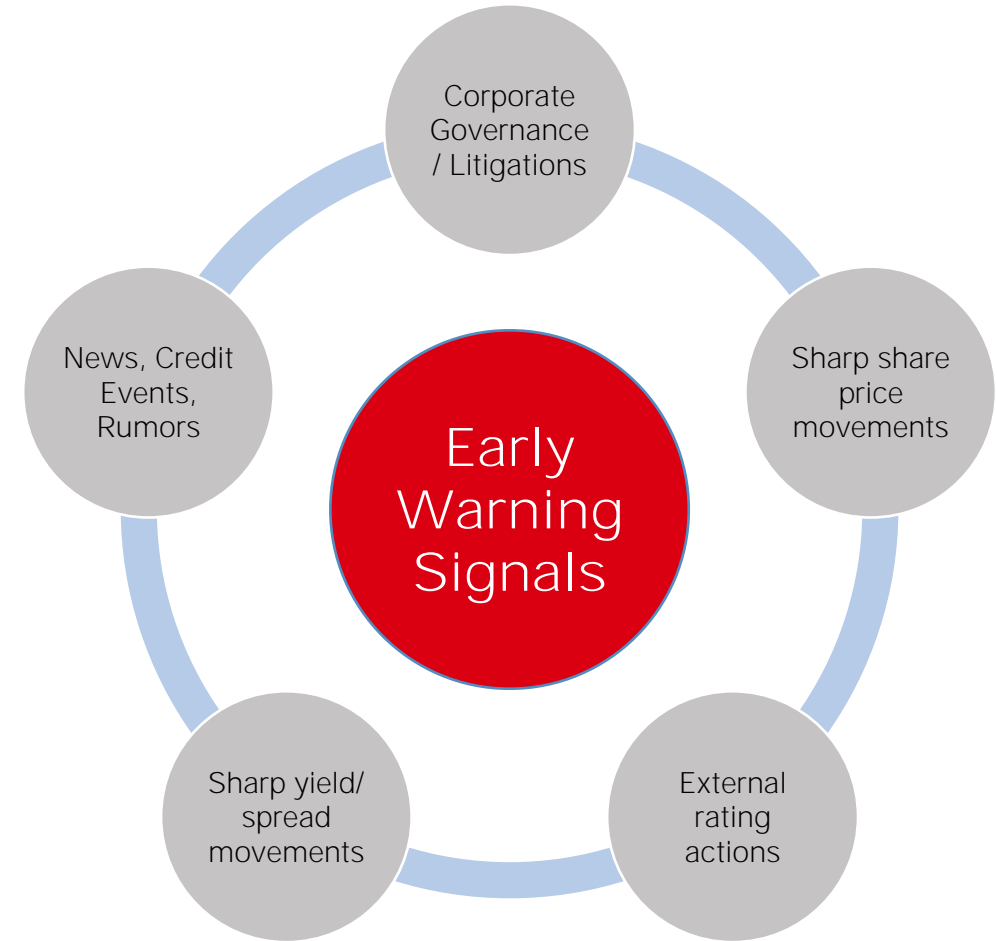 Corporate
Governance
/ Litigations
Sharp share
price
movements
External
rating
actions
Sharp yield/
spread
movements
News, Credit
Events,
Rumors
Early
Warning
Signals